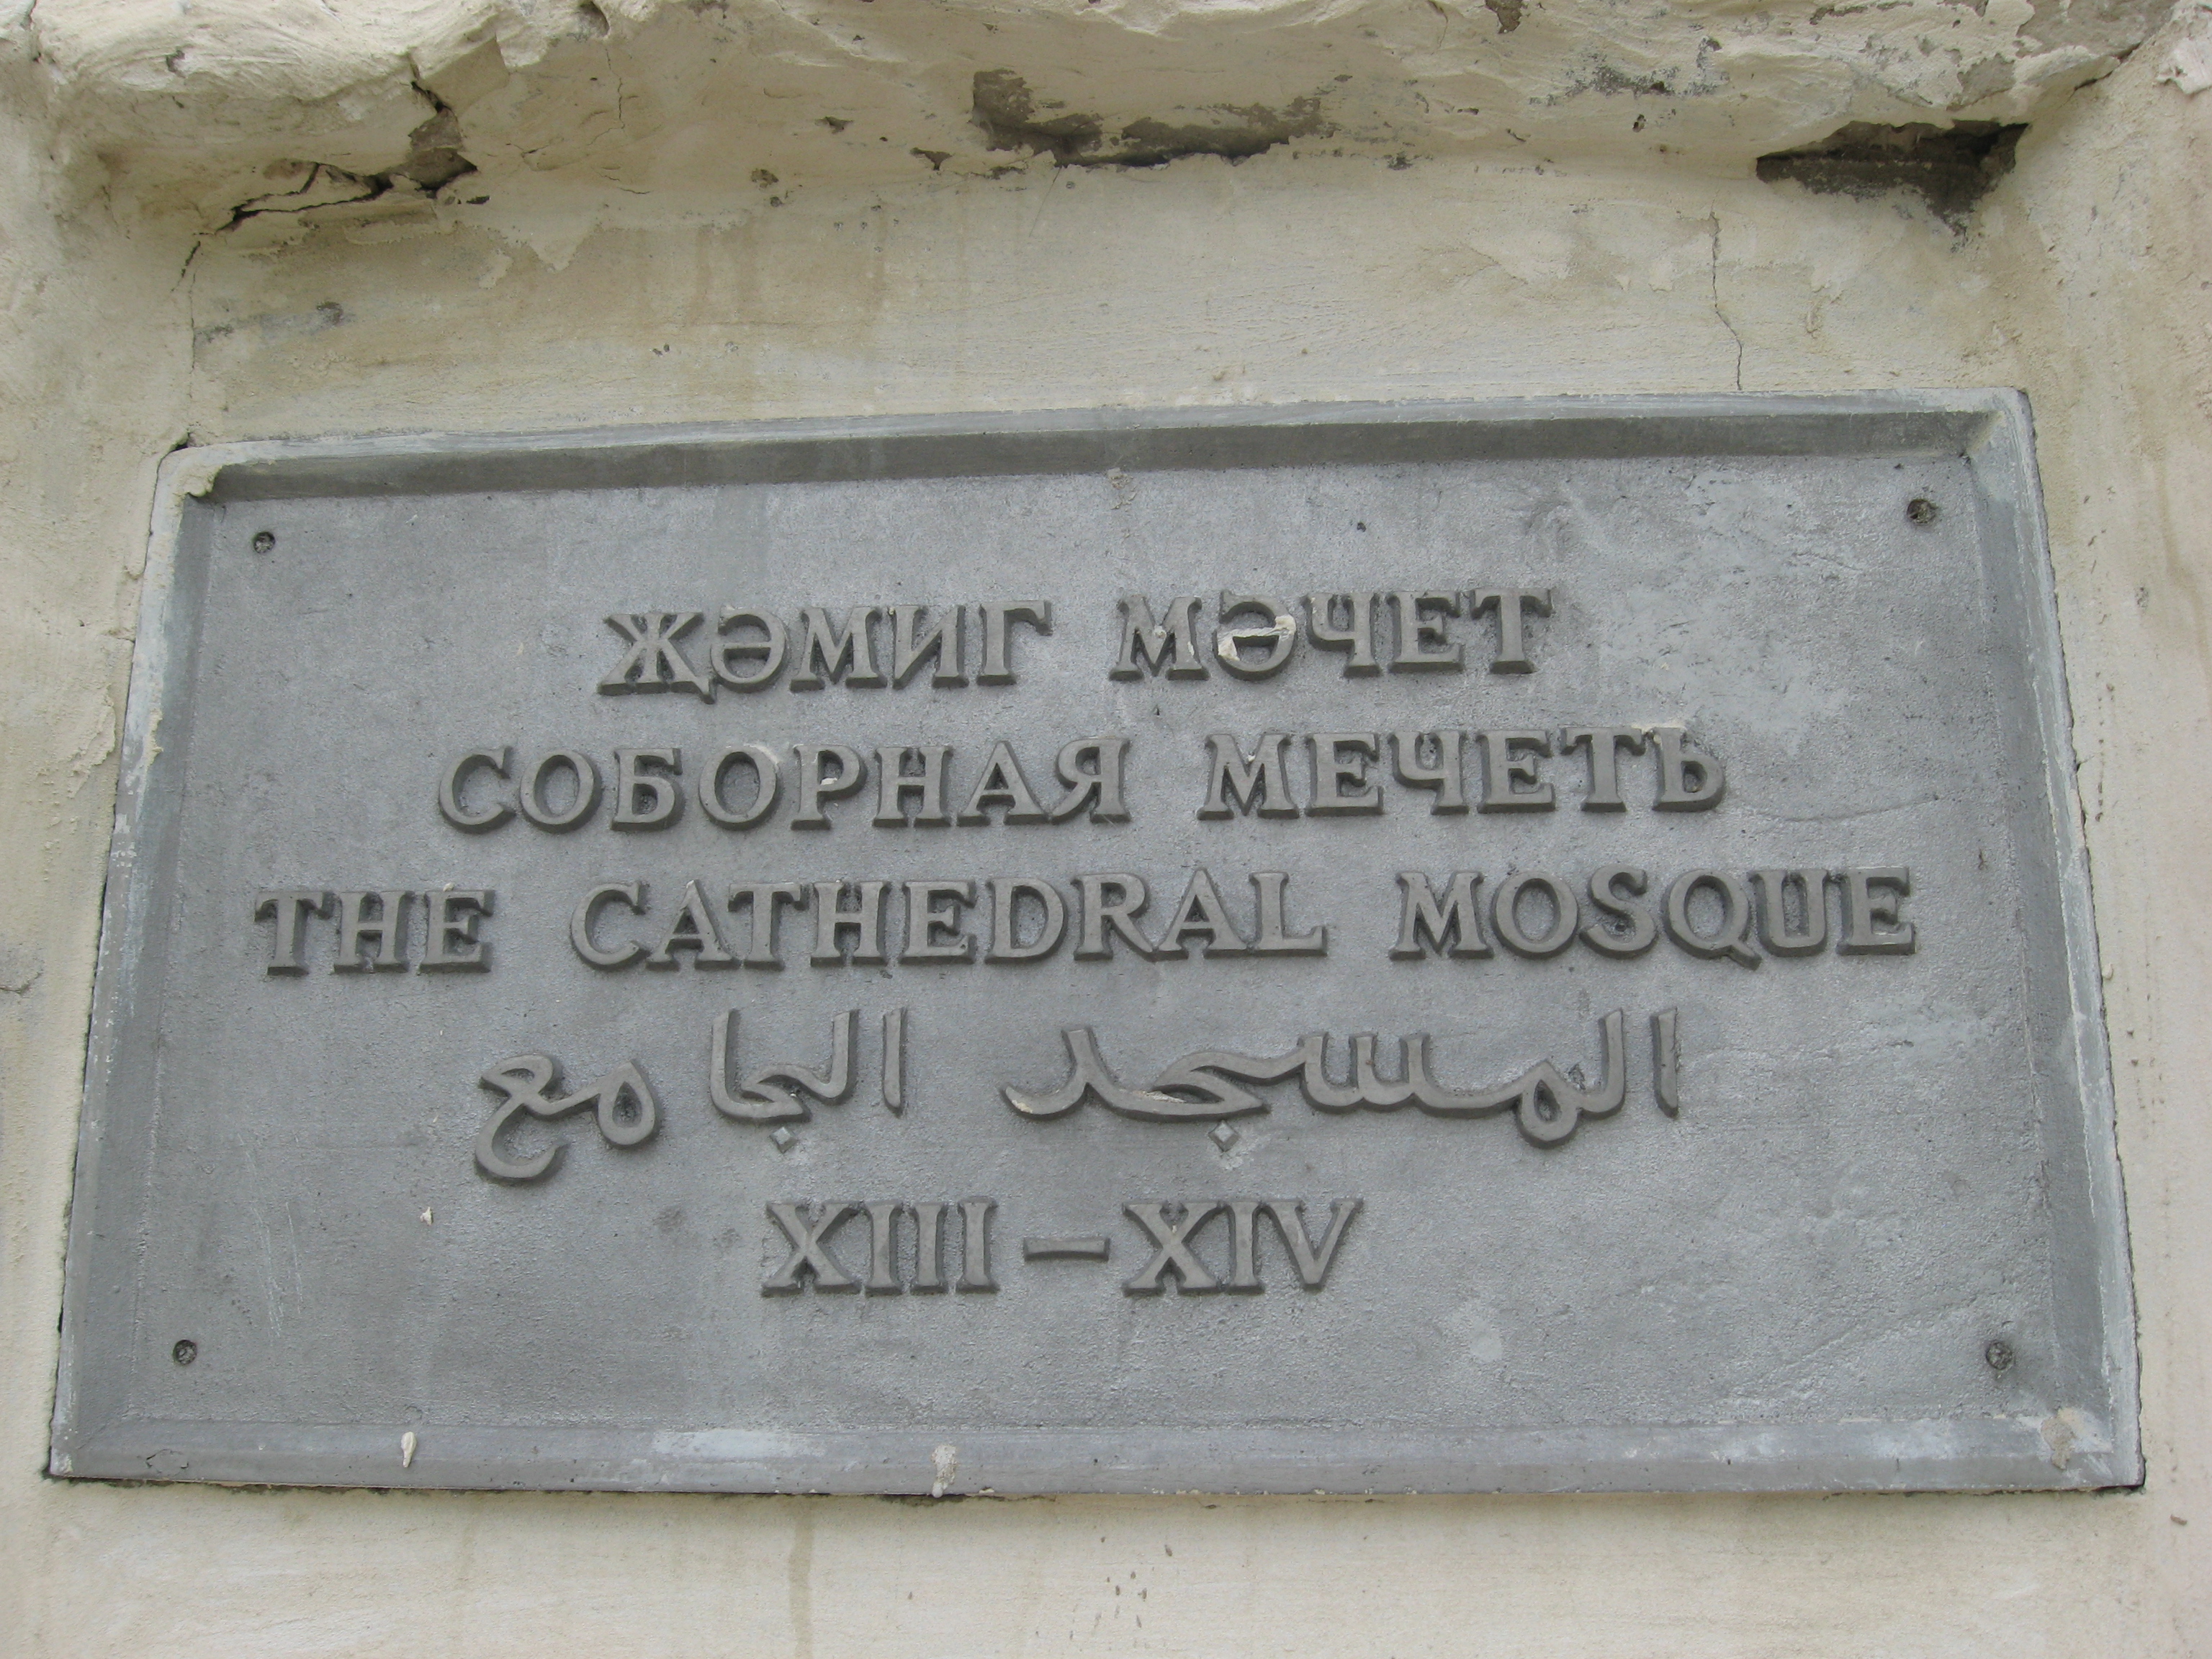 ҖӘМИГ МӘЧЕТ
СОБОРНАЯ МЕЧЕТЬ
THE CATHEDRAL MOSQUE
المسجد الجامع
XIII – XIV